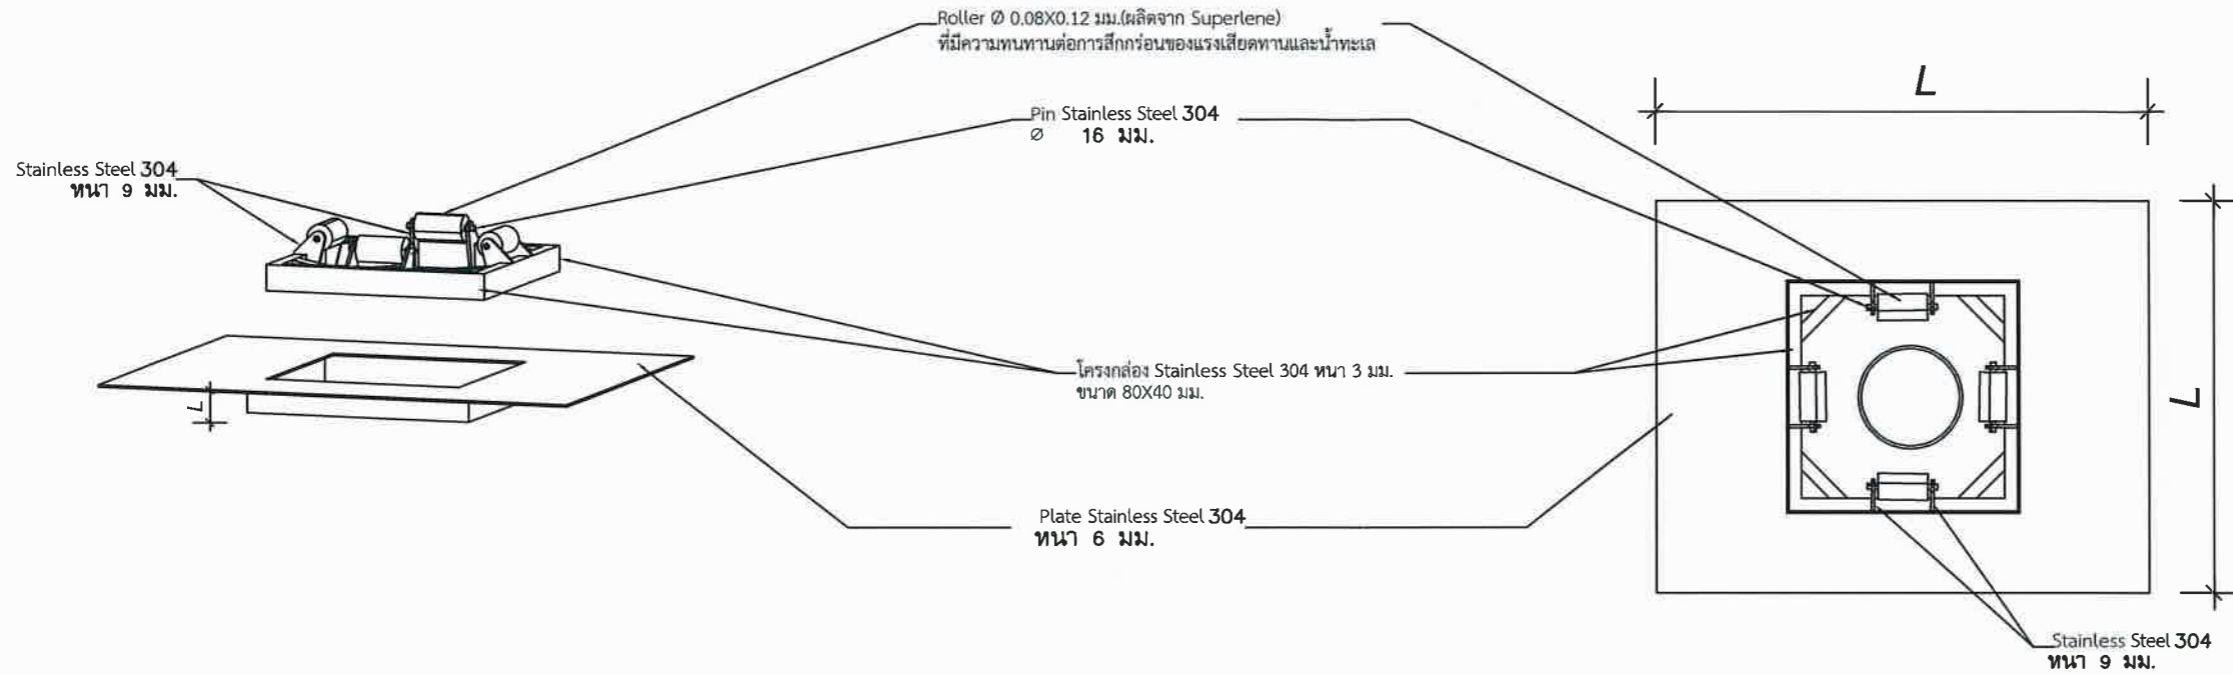 Roller Ø 0.08X0.12 มม.(ผลิตจาก Superlene)
ที่มีความทนทานต่อการสึกกร่อนของแรงเสียดทานและน้ำทะเล
L
Pin Stainless Steel 304
Ø 16 มม.
Stainless Steel 304
หนา 9 มม.
โครงกล่อง Stainless Steel 304 หนา 3 มม.
ขนาด 80X40 มม.
L
L
Plate Stainless Steel 304
หนา 6 มม.
Stainless Steel 304
หนา 9 มม.